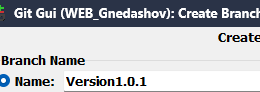 Git Gui (WEB_Gnedashov): Create Branch
Create
Branch Name
Name: Version1.0.1